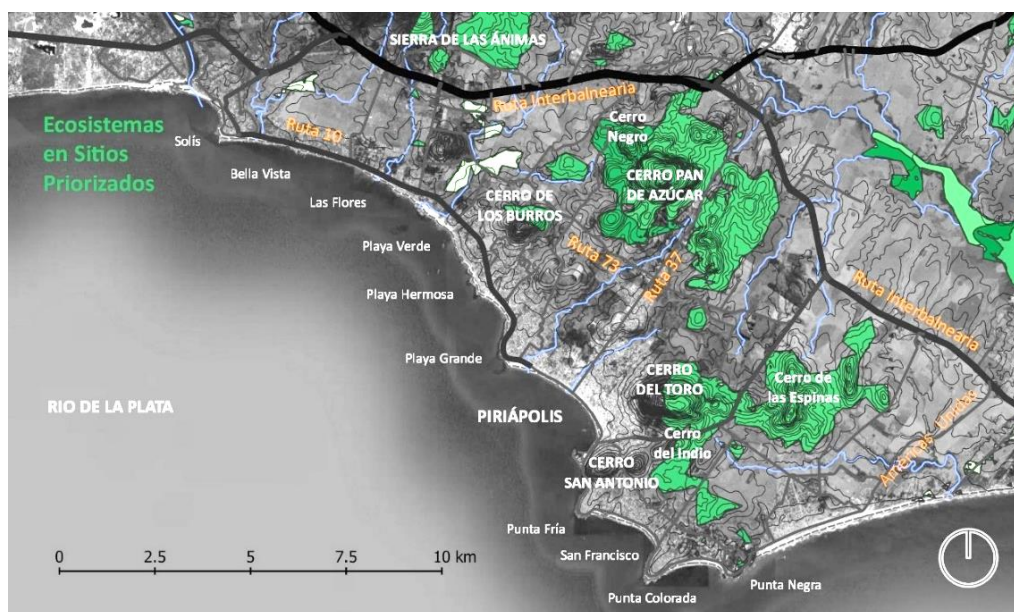 SIERRA DE LAS ÁNIMAS
Ecosistemas
en Sitios
Priorizados
Ruta Interbalnearia
Ruta 10
Solís
Cerro
Negro
Bella Vista
CERRO PAN
DE AZÚCAR
Las Flores
CERRO DE
LOS BURROS
Playa Verde
Ruta 73
Ruta 37
Playa Hermosa
Ruta Interbalnearia
Playa Grande
CERRO
DEL TORO
Cerro de
las Espinas
RIO DE LA PLATA
PIRIÁPOLIS
Cerro
del Indio
Américas Unidas
CERRO
SAN ANTONIO
Punta Fría
San Francisco
0 2.5 5 7.5 10 km
Punta Colorada
Punta Negra